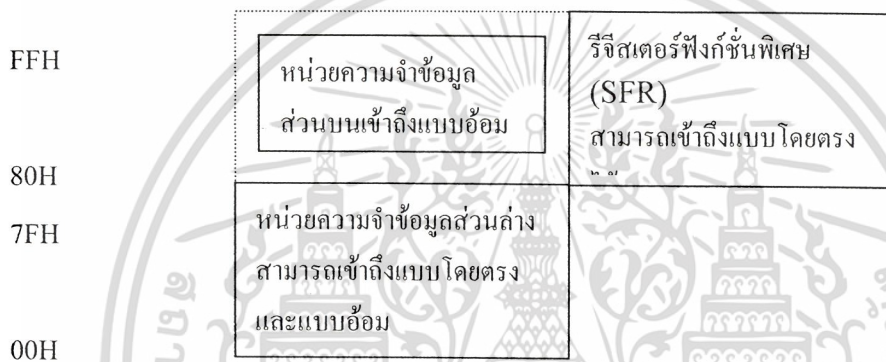 FFH
หน่วยความจำข้อมูล
ส่วนบนเข้าถึงแบบอ้อม
รีจีสเตอร์ฟังก์ชั่นพิเศษ
(SFR)
สามารถเข้าถึงแบบโดยตรง
80H
7FH
หน่วยความจำข้อมูลส่วนล่าง
สามารถเข้าถึงแบบโดยตรง
และแบบอ้อม
00H